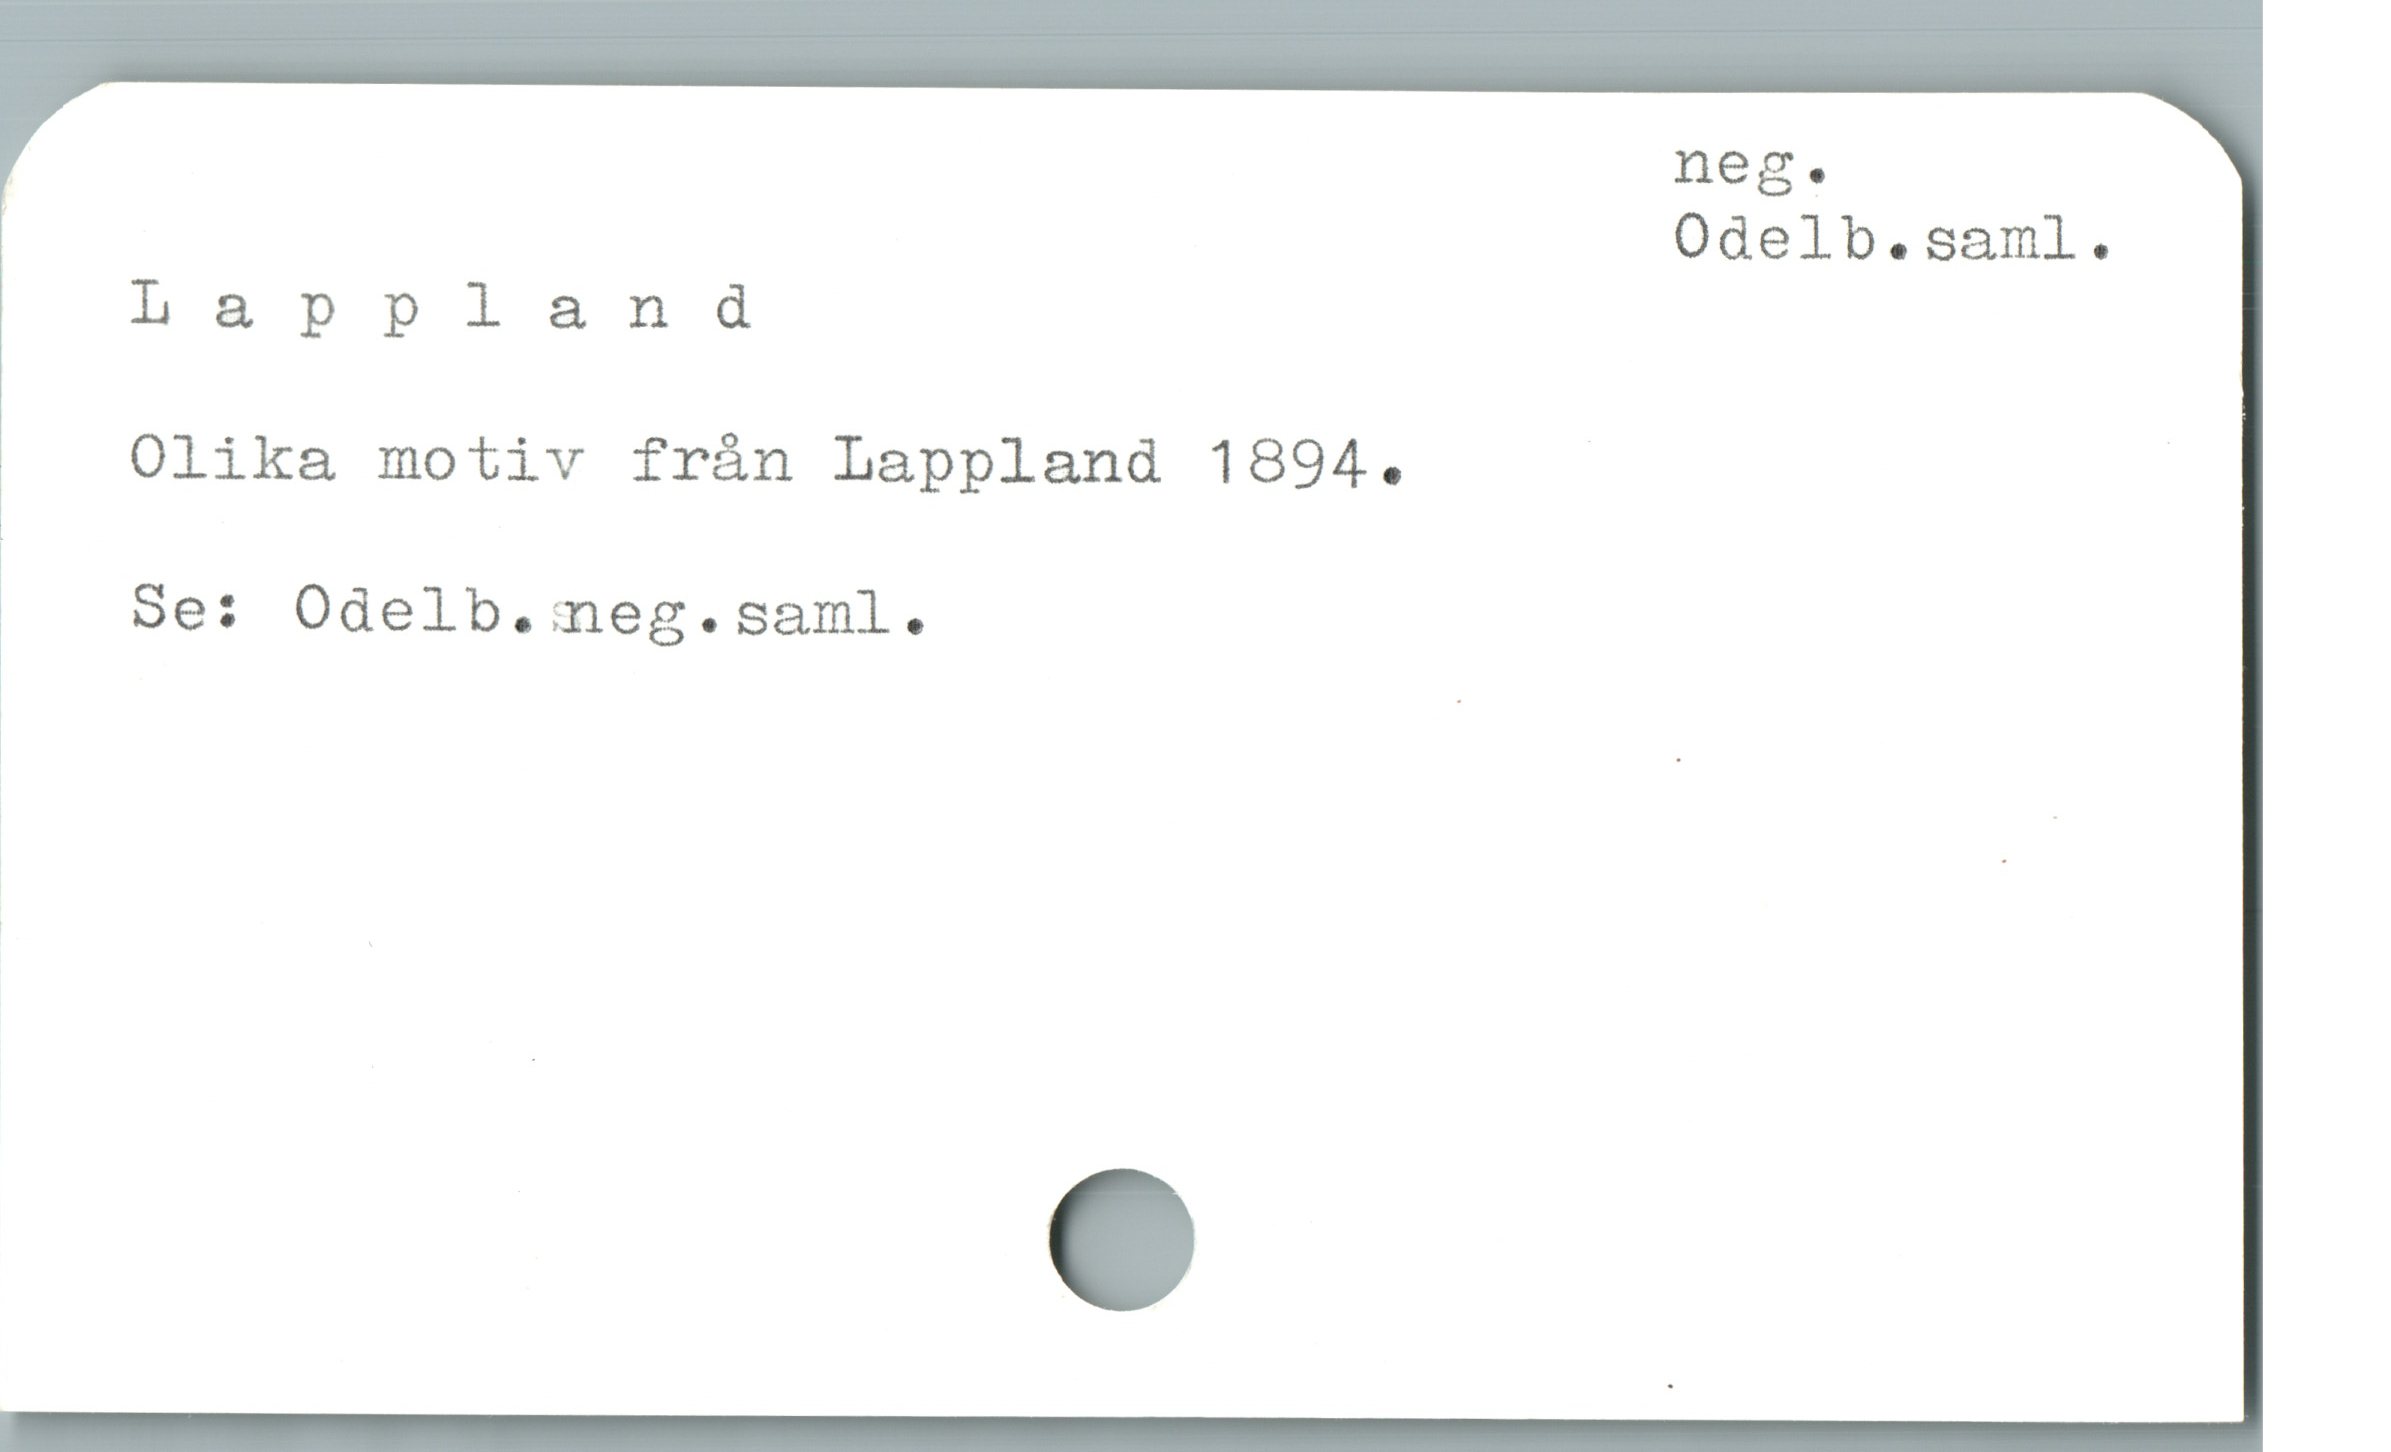 neg.
Odelb.saml.
L a p p l a n d
Olika motiv från Lappland 1894.
Se: Odelb.neg.saml.